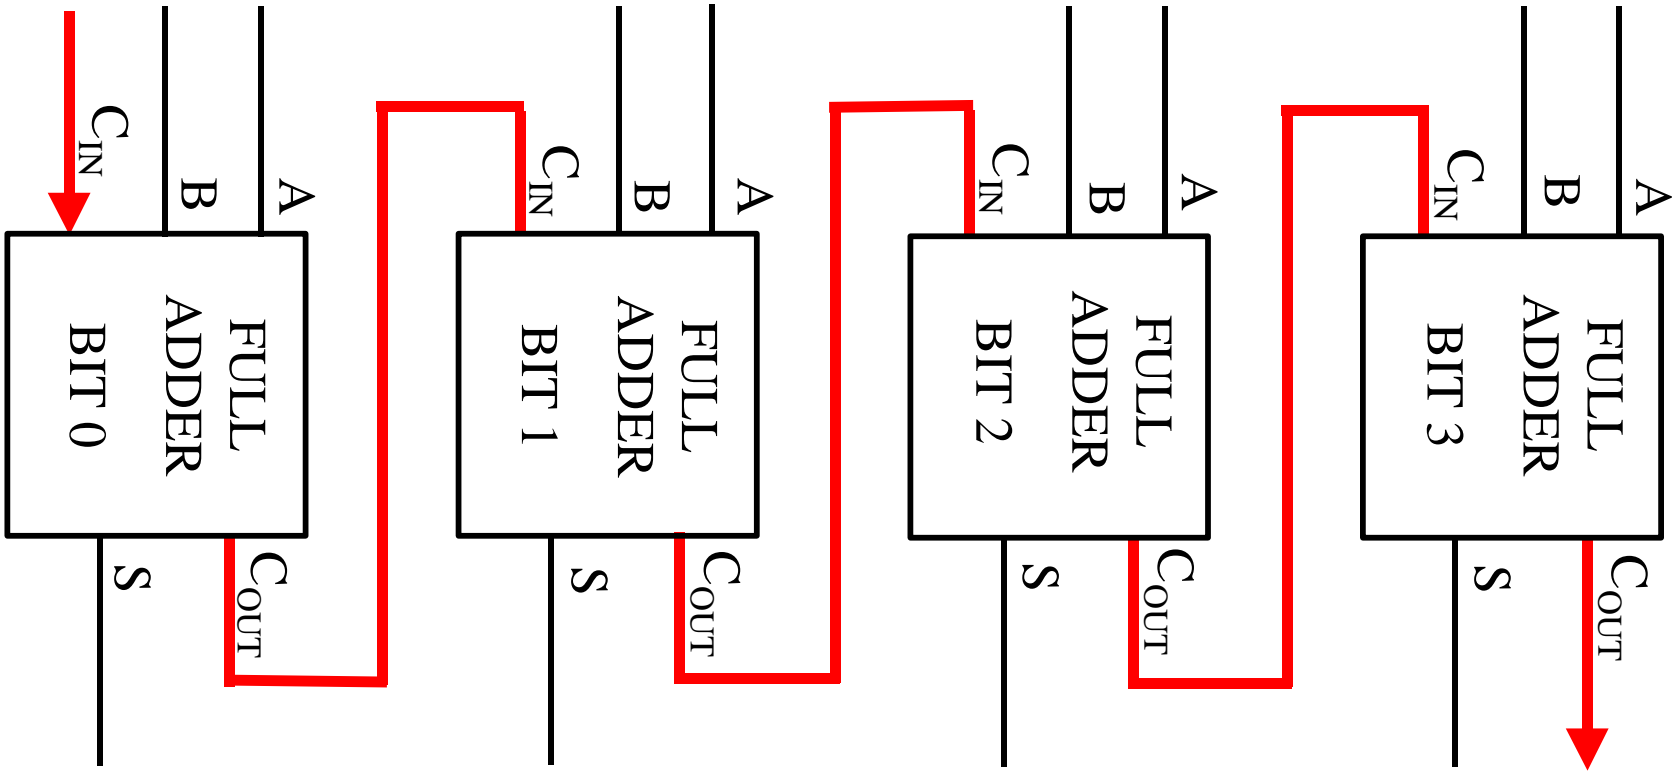 A
B
CIN
FULL
ADDER
BIT 0
COUT
S
A
B
CIN
FULL
ADDER
BIT 1
COUT
S
A
B
CIN
FULL
ADDER
BIT 2
COUT
S
A
B
CIN
FULL
ADDER
BIT 3
COUT
S